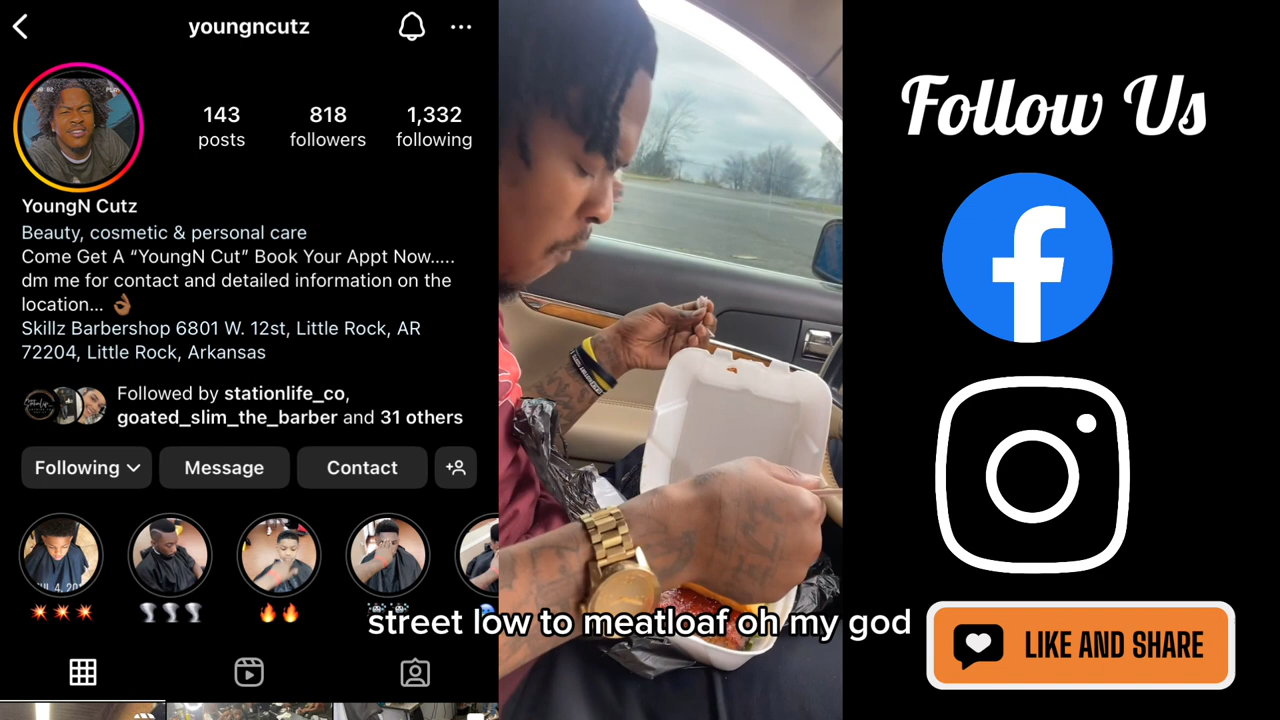 youngncutz
143
posts
818
followers
1,332
following
YoungN Cutz
Beauty, cosmetic & personal care
Come Get A “YoungN Cut” Book Your Appt Now.....
dm me for contact and detailed information on the
location... 👌🏾
Skillz Barbershop 6801 W. 12st, Little Rock, AR
72204, Little Rock, Arkansas
Followed by stationlife_co,
goated_slim_the_barber and 31 others
Following
Message
Contact
street low to meatloaf oh my god
Follow Us
LIKE AND SHARE